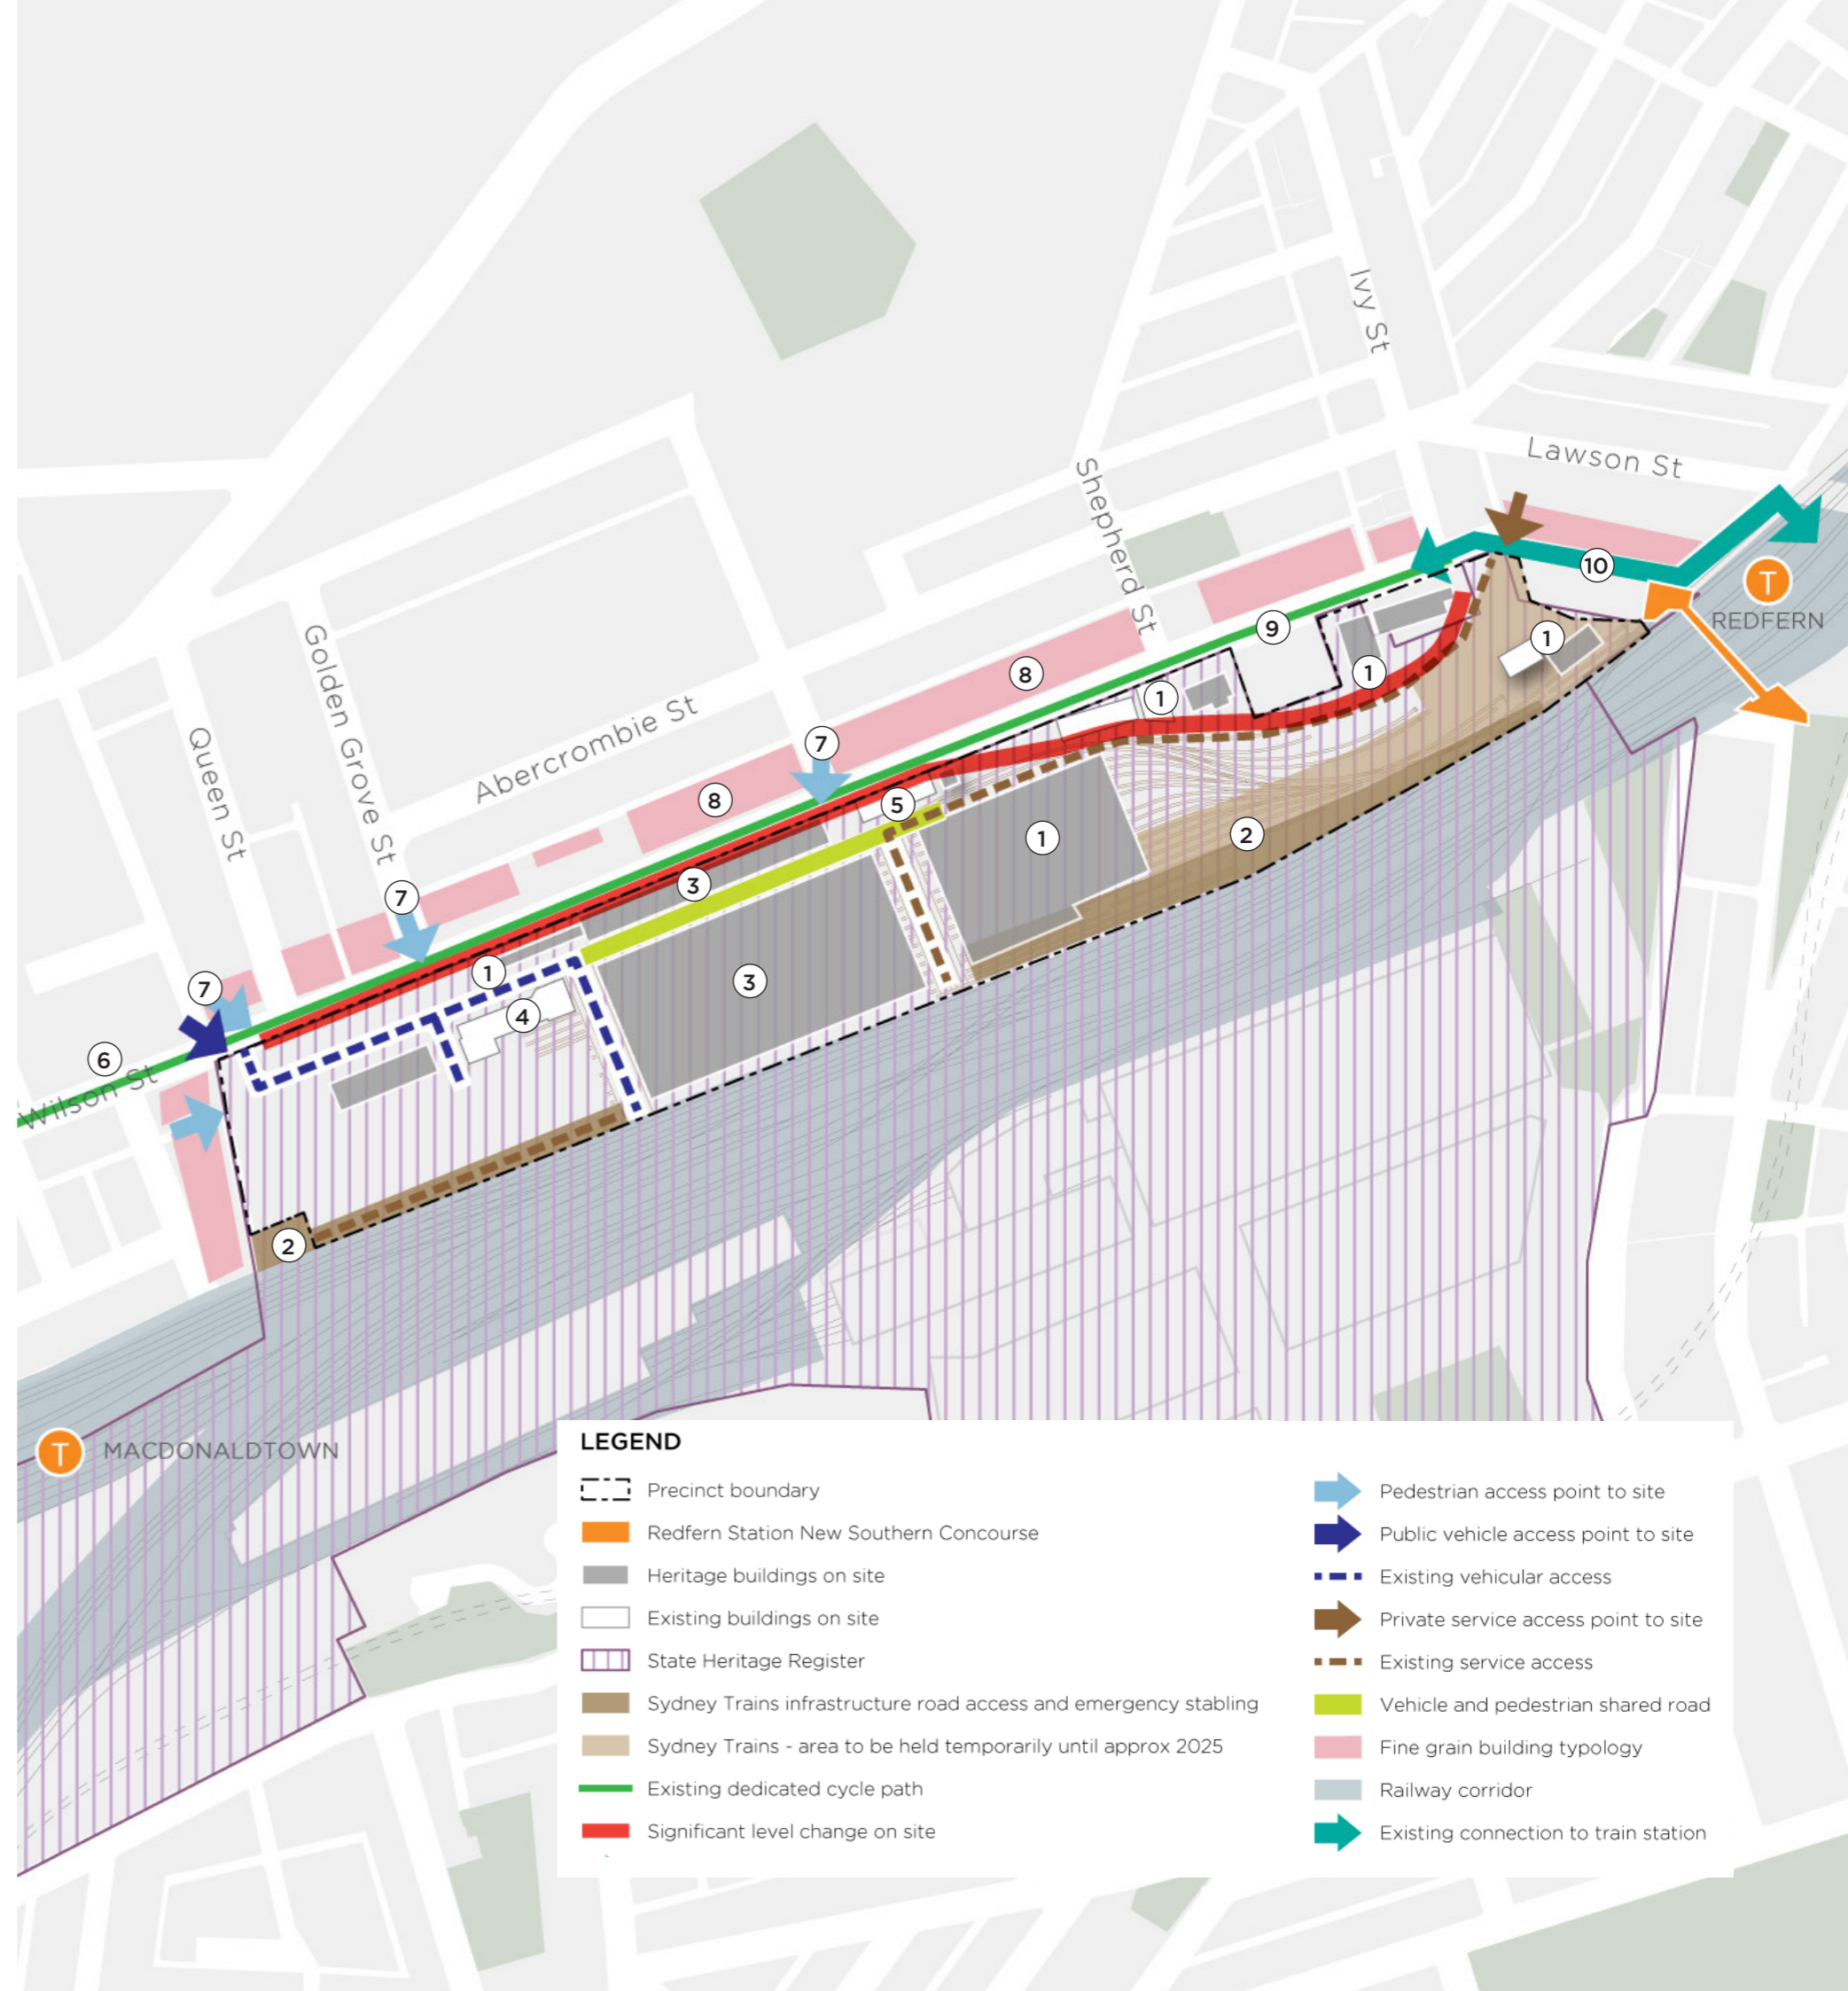 Ivy St
Lawson St
Shepherd St
10
T
REDFERN
9
1
1
8
1
Golden Grove St
Abercrombie St
Queen St
7
8
5
1
2
7
3
1
3
7
4
6
Wilson St
2
T
MACDONALDTOWN
LEGEND
Precinct boundary
Redfern Station New Southern Concourse
Heritage buildings on site
Existing buildings on site
State Heritage Register
Sydney Trains infrastructure road access and emergency stabling
Sydney Trains - area to be held temporarily until approx 2025
Existing dedicated cycle path
Significant level change on site
Pedestrian access point to site
Public vehicle access point to site
Existing vehicular access
Private service access point to site
Existing service access
Vehicle and pedestrian shared road
Fine grain building typology
Railway corridor
Existing connection to train station